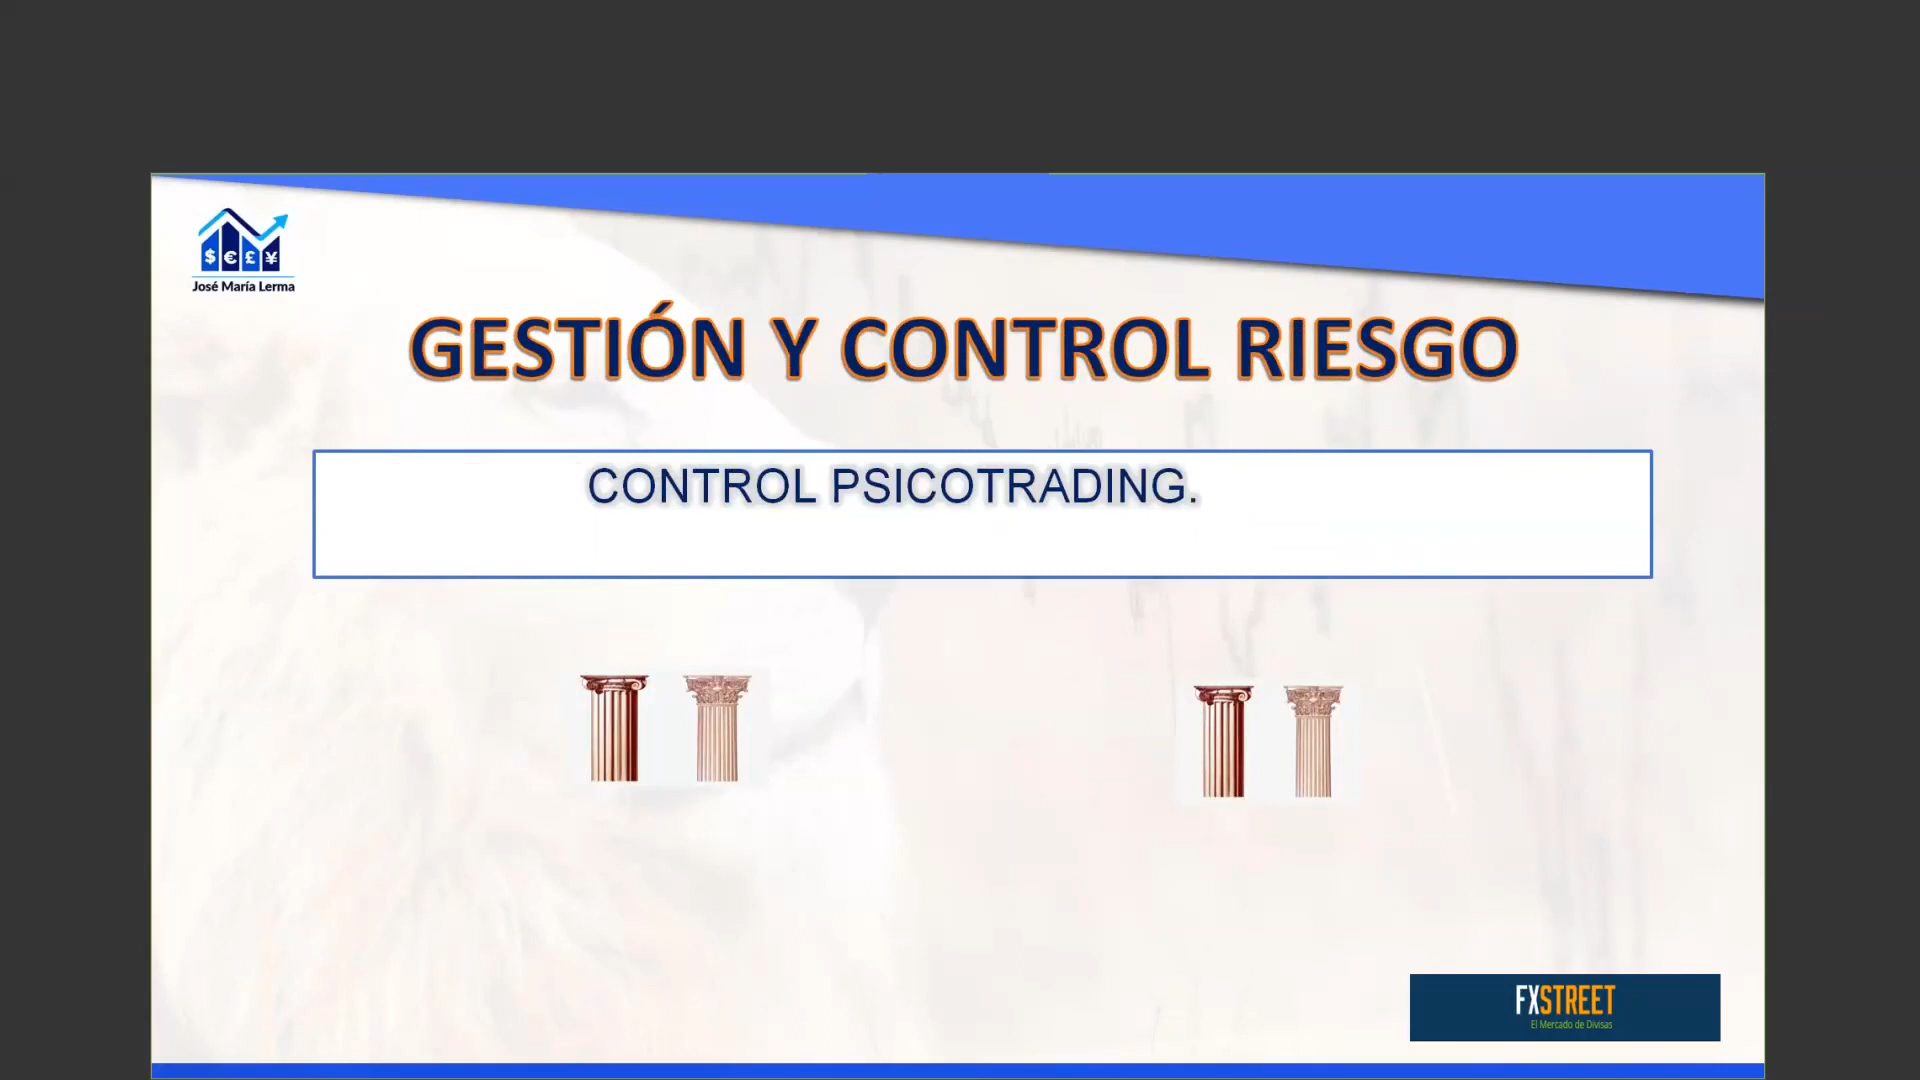 $ € £ ¥
José María Lerma
GESTIÓN Y CONTROL RIESGO
CONTROL PSICOTRADING.
FXSTREET
El Mercado de Divisas